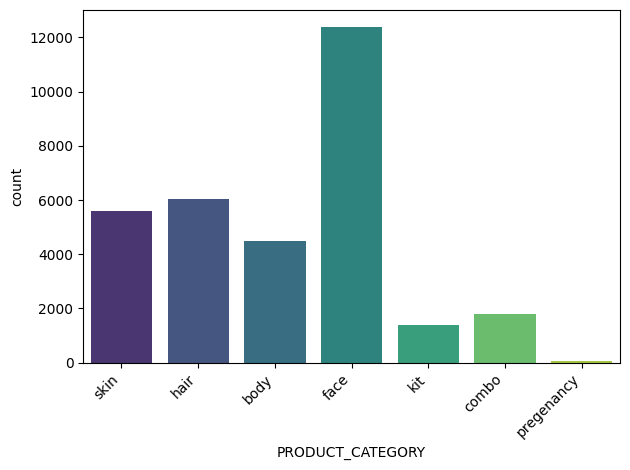 12000
10000
8000
6000
4000
2000
0
count
skin
hair
body
face
kit
combo
pregenancy
PRODUCT_CATEGORY